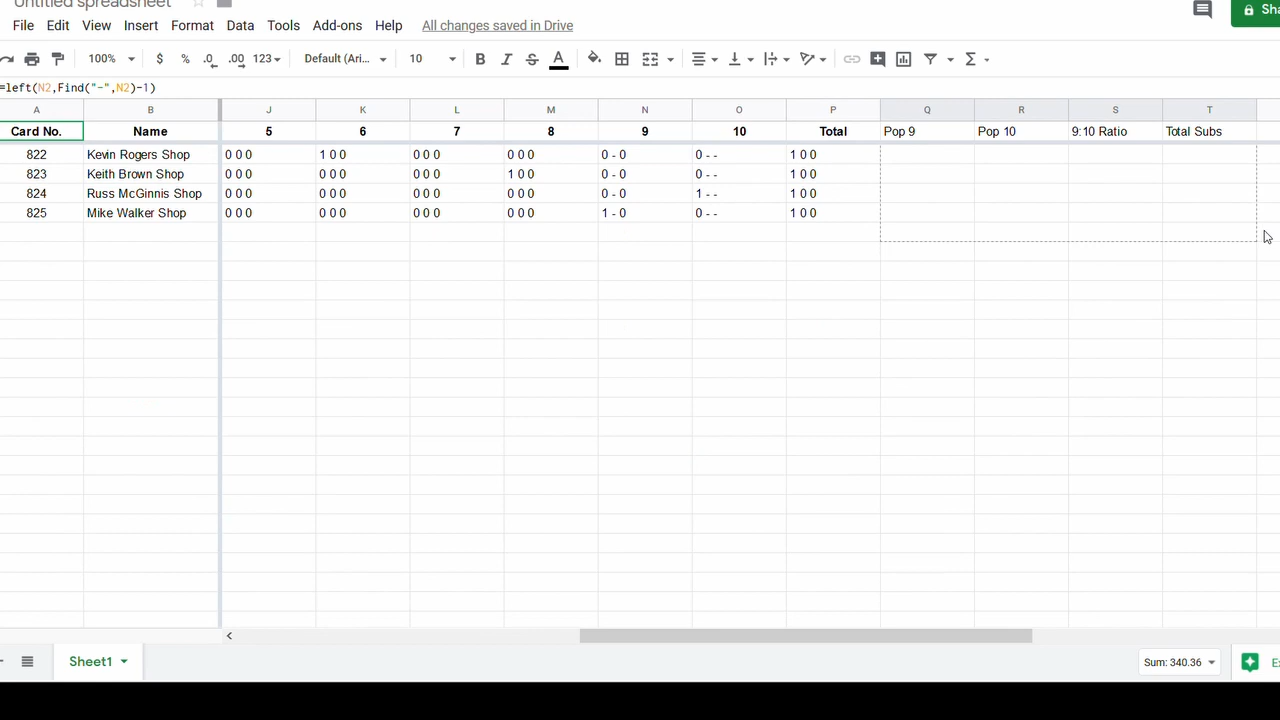 Untitled spreadsheet
File Edit View Insert Format Data Tools Add-ons Help All changes saved in Drive
100% $ % .0 .00 123 Default (Ari... 10 B I S A
=left(N2,Find("-",N2)-1)
A B J K L M N O P Q R S T
Card No. Name 5 6 7 8 9 10 Total Pop 9 Pop 10 9:10 Ratio Total Subs
822 Kevin Rogers Shop 0 0 0 1 0 0 0 0 0 0 0 0 0 - 0 0 - - 1 0 0
823 Keith Brown Shop 0 0 0 0 0 0 0 0 0 1 0 0 0 - 0 0 - - 1 0 0
824 Russ McGinnis Shop 0 0 0 0 0 0 0 0 0 0 0 0 0 - 0 1 - - 1 0 0
825 Mike Walker Shop 0 0 0 0 0 0 0 0 0 0 0 0 1 - 0 0 - - 1 0 0
Sheet1 Sum: 340.36